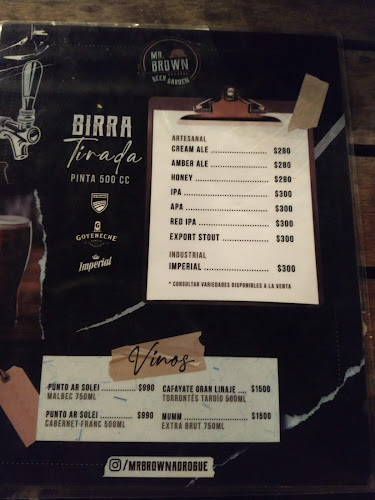 MR.
BROWN
BEER GARDEN
BIRRA
Tirada
PINTA 500 CC
GOYENECHE
Imperial
ARTESANAL
CREAM ALE ............ $280
AMBER ALE ............ $280
HONEY ............ $280
IPA ............ $300
APA ............ $300
RED IPA ............ $300
EXPORT STOUT ............ $300
INDUSTRIAL
IMPERIAL ............ $300
* CONSULTAR VARIEDADES DISPONIBLES A LA VENTA
Vinos
PUNTO AR SOLEI ..... $990
MALBEC 750ML
PUNTO AR SOLEI ..... $990
CABERNET FRANC 500ML
CAFAYATE GRAN LINAJE .... $1500
TORRONTÉS TARDÍO 500ML
MUMM ............ $1500
EXTRA BRUT 750ML
/MRBROWNADROGUE